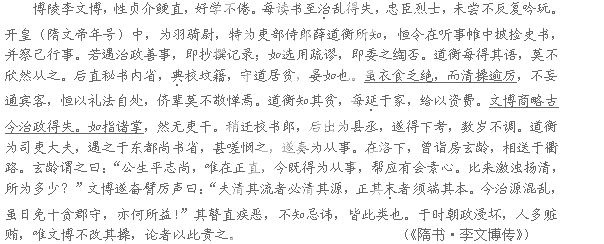 博陵李文博，性贞介鲠直，好学不倦。每读书至治乱得失，忠臣烈士，未尝不反复吟玩。
开皇（隋文帝年号）中，为羽骑尉，特为吏部侍郎薛道衡所知，恒令在听事帷中披捡史书，
并察己行事。若遇治政善事，即抄撰记录；如选用疏谬，即委之臧否。道衡每得其语，莫不
欣然从之。后直秘书内省，典校坟籍，守道居贫，晏如也。虽衣食乏绝，而清操逾厉，不妄
通宾客，恒以礼法自处，侪辈莫不敬惮焉。道衡知其贫，每延于家，给以资费。文博商略古
今治政得失。如指诸掌，然无吏干。稍迁校书郎，后出为县丞，遂得下考，数岁不调。道衡
为司吏大夫，遇之于东都尚书省，甚嗟悯之，遂奏为从事。在洛下，曾诣房玄龄，相送于衢
路。玄龄谓之曰：“公生平志尚，唯在正直，今既得为从事，帮应有会素心。比来激浊扬清，
所为多少？”文博遂奋臂厉声曰：“夫清其流者必清其源，正其末者须端其本。今治源混乱，
虽日免十贪郡守，亦何所益！”其瞽直疾恶，不知忌讳，皆此类也。于时朝政浸坏，人多赃
贿，唯文博不改其操，论者以此贵之。（《隋书·李文博传》）